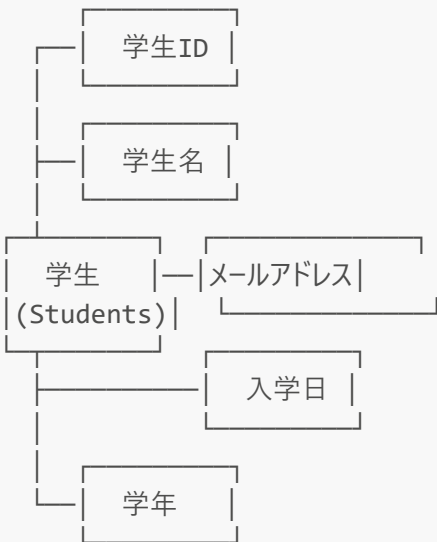 学生ID
学生名
学生
メールアドレス
(Students)
入学日
学年